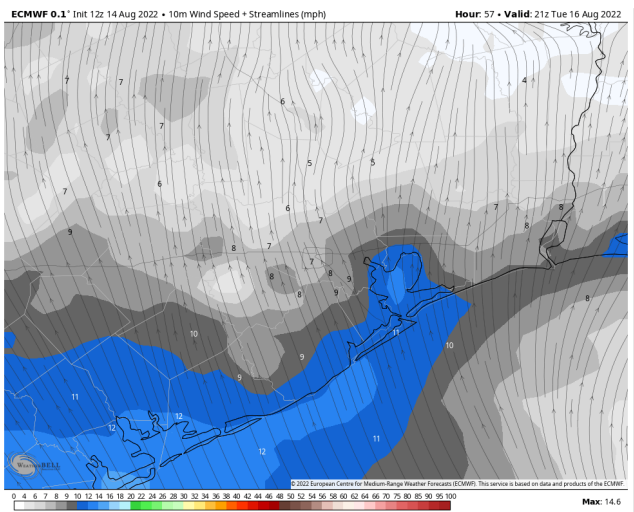 ECMWF 0.1° Init 12z 14 Aug 2022 • 10m Wind Speed + Streamlines (mph) Hour: 57 • Valid: 21z Tue 16 Aug 2022
7 7 4
6
7
7
5 5
7 6
6 7 8
7 8
9
8 7
7
8 8 9
8 9 8
10 11
10
9
9
11
12
12
11
12
WeatherBELL
© 2022 European Centre for Medium-Range Weather Forecasts (ECMWF). This service is based on data and products of the ECMWF.
0 4 6 7 8 9 10 12 14 16 18 20 22 24 26 28 30 32 34 36 38 40 42 44 46 48 50 52 54 56 58 60 62 64 66 68 70 75 80 85 90 95 100
Max: 14.6